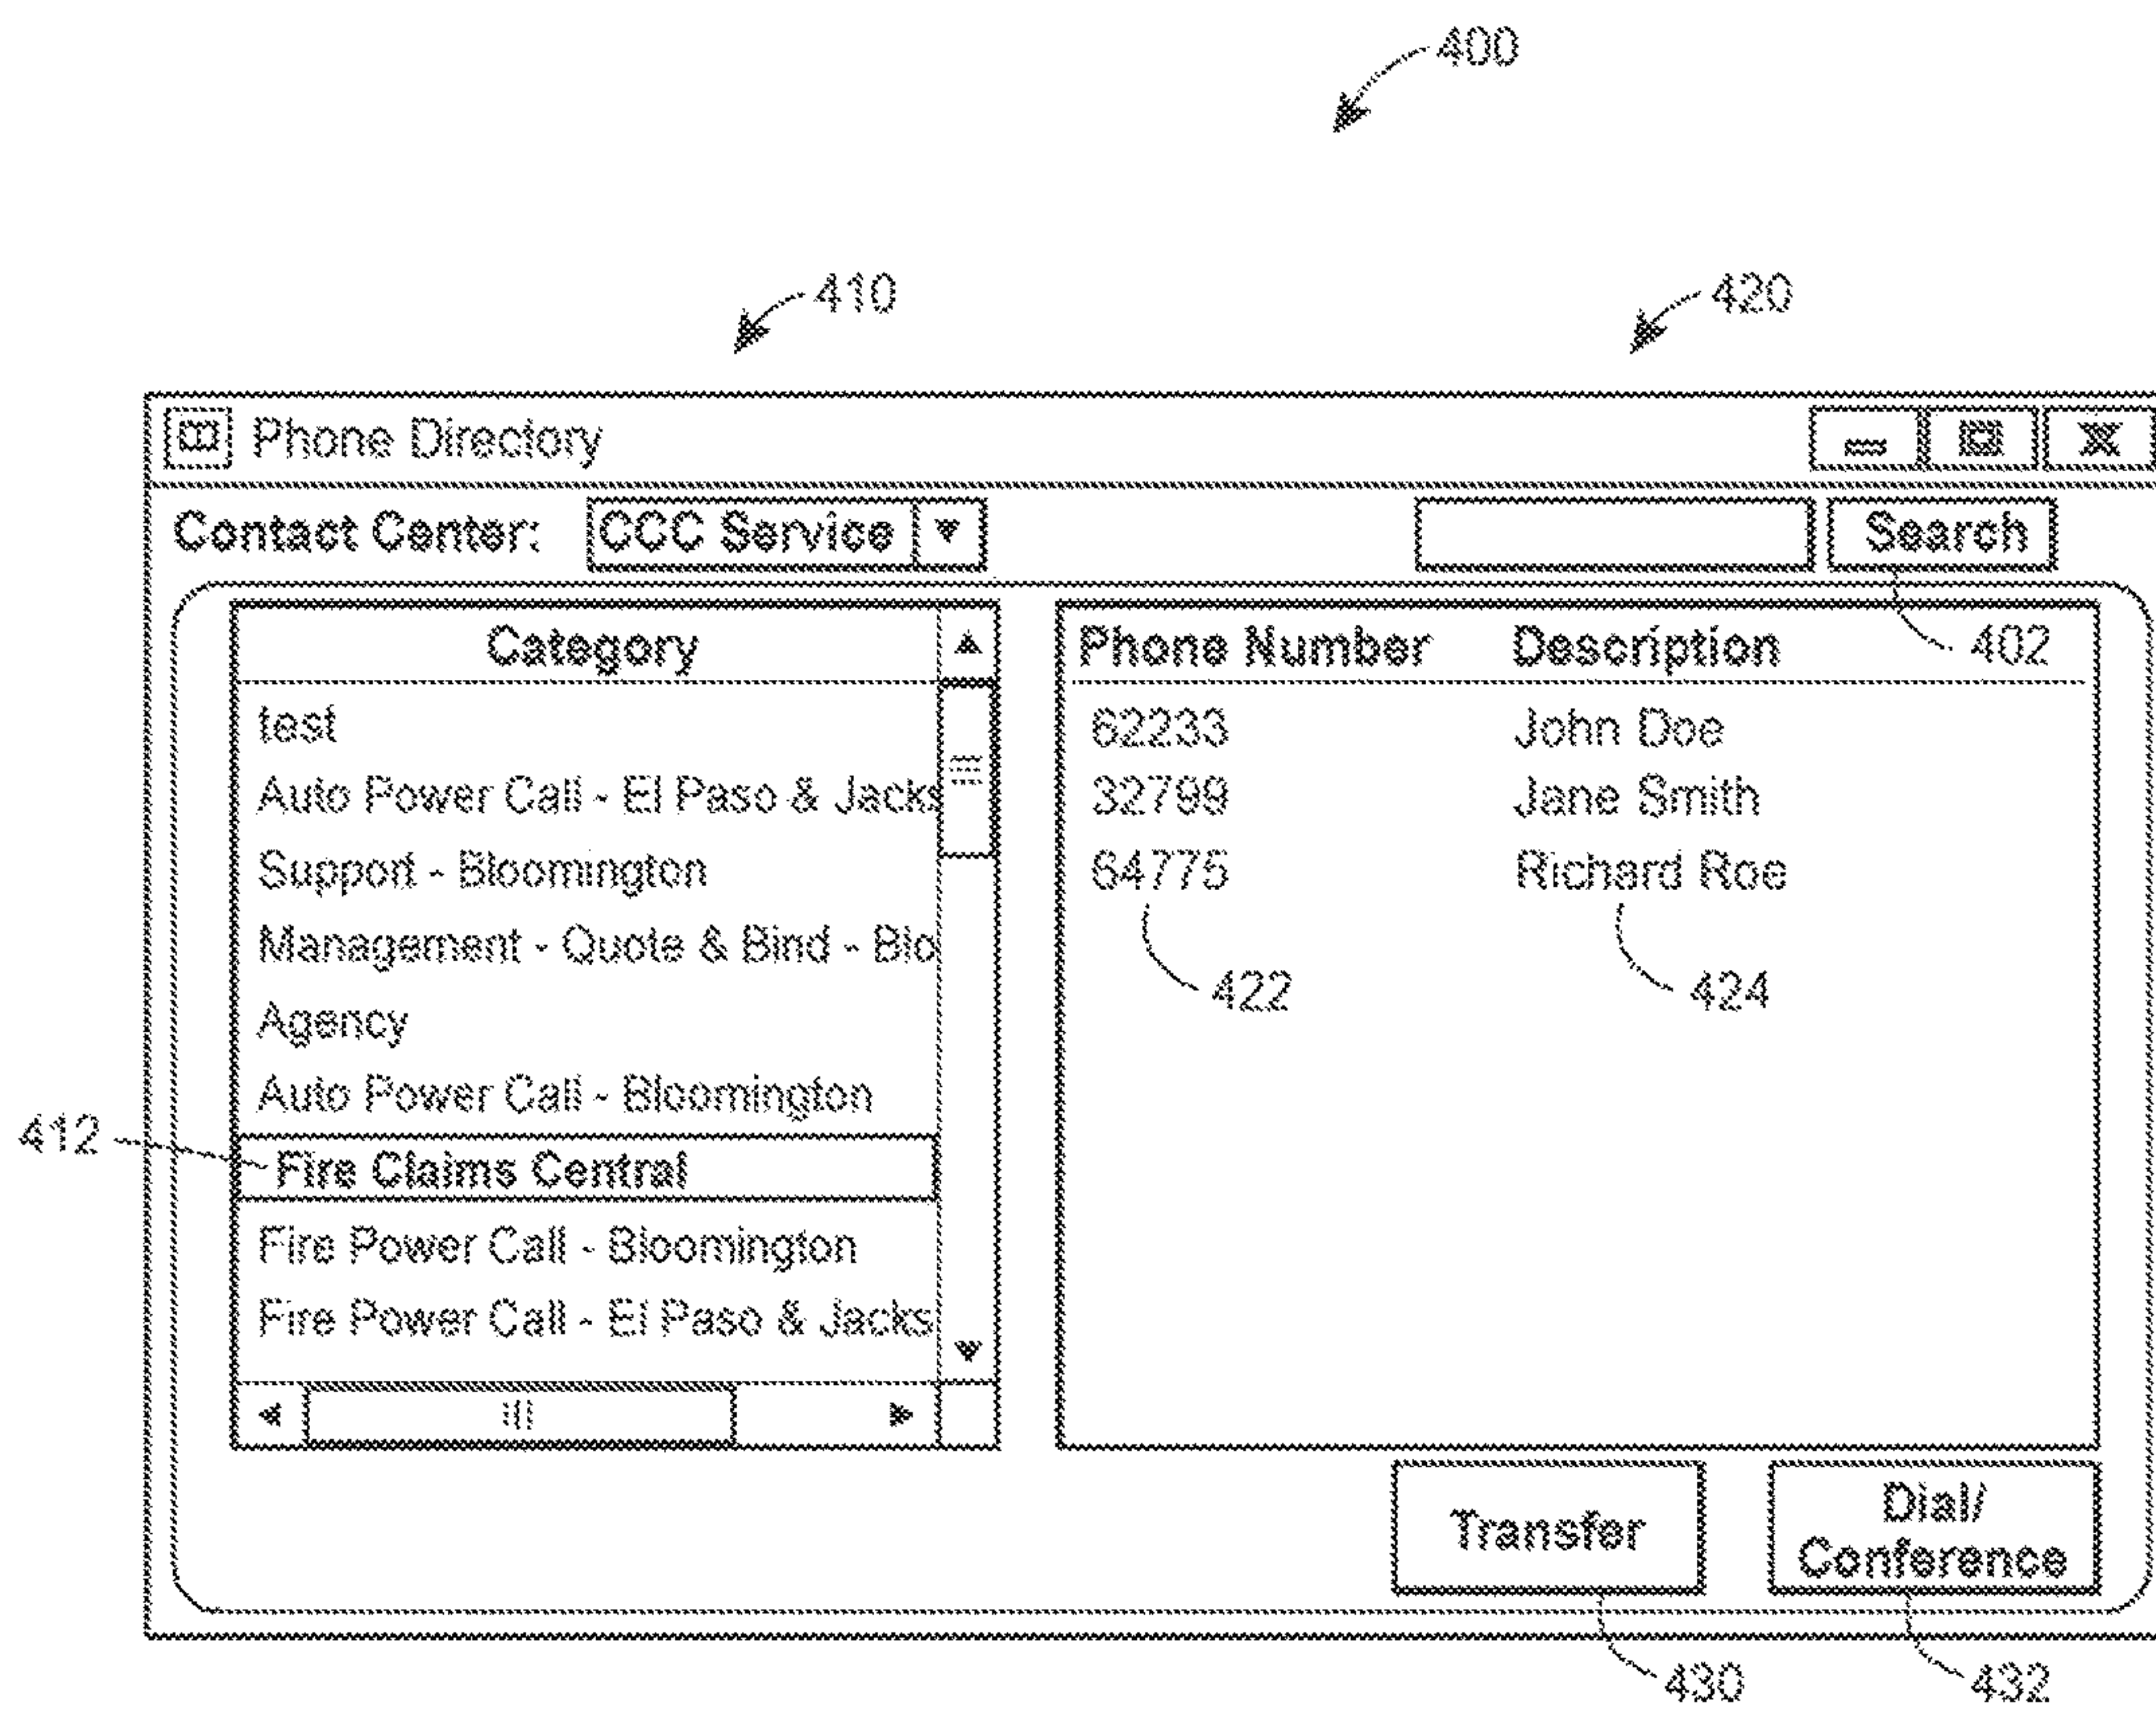 400
410
420
Phone Directory
Contact Center: CCC Service Search
402
Category
test
Auto Power Call - El Paso & Jacks
Support - Bloomington
Management - Quote & Bind - Blo
Agency
Auto Power Call - Bloomington
412
Fire Claims Central
Fire Power Call - Bloomington
Fire Power Call - El Paso & Jacks
Phone Number Description
62233 John Doe
32799 Jane Smith
64775 Richard Roe
422 424
Transfer
Dial/
Conference
430 432